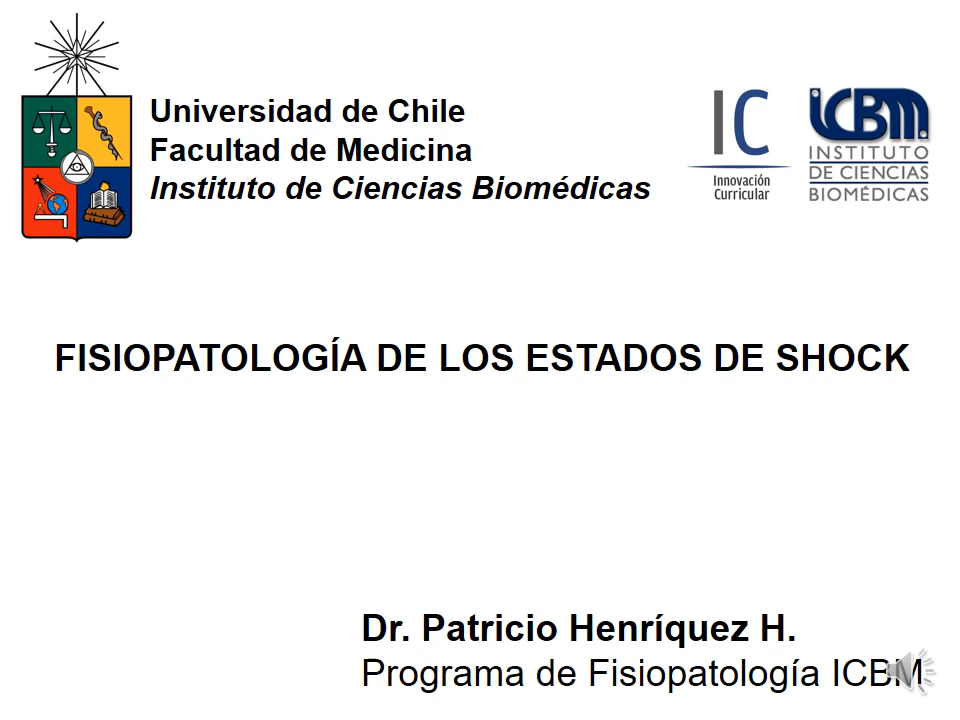 Universidad de Chile
Facultad de Medicina
Instituto de Ciencias Biomédicas
IC
Innovación
Curricular
ICBM
INSTITUTO
DE CIENCIAS
BIOMÉDICAS
FISIOPATOLOGÍA DE LOS ESTADOS DE SHOCK
Dr. Patricio Henríquez H.
Programa de Fisiopatología ICBM